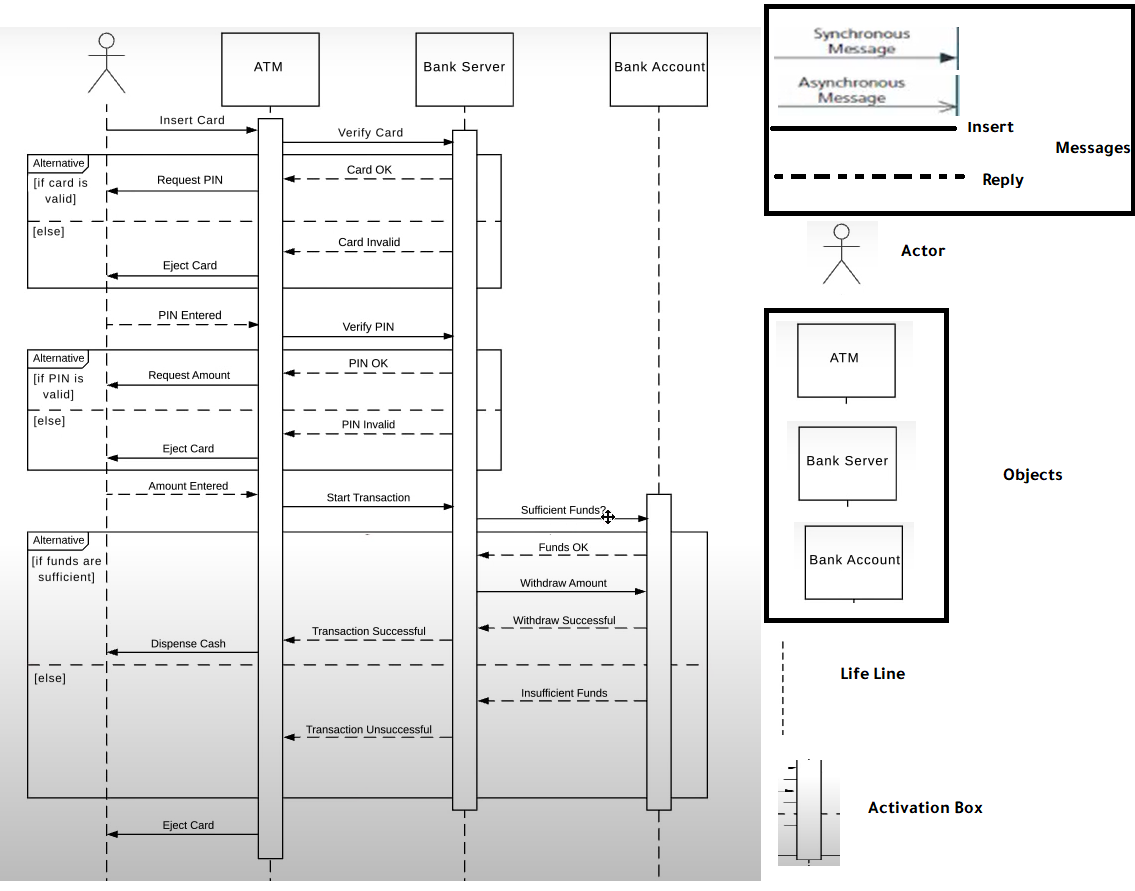 ATM
Bank Server
Bank Account
Insert Card
Verify Card
Alternative
[if card is
valid]
Card OK
Request PIN
[else]
Card Invalid
Eject Card
PIN Entered
Verify PIN
Alternative
[if PIN is
valid]
PIN OK
Request Amount
[else]
PIN Invalid
Eject Card
Amount Entered
Start Transaction
Sufficient Funds?
Alternative
[if funds are
sufficient]
Funds OK
Withdraw Amount
Withdraw Successful
Transaction Successful
Dispense Cash
[else]
Insufficient Funds
Transaction Unsuccessful
Eject Card
Synchronous
Message
Asynchronous
Message
Insert
Messages
Reply
Actor
ATM
Bank Server
Objects
Bank Account
Life Line
Activation Box